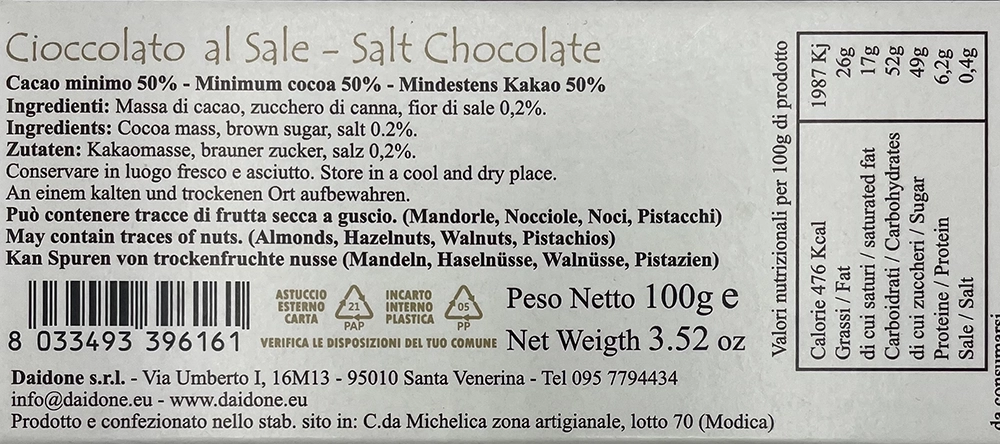 Cioccolato al Sale - Salt Chocolate
Cacao minimo 50% - Minimum cocoa 50% - Mindestens Kakao 50%
Ingredienti: Massa di cacao, zucchero di canna, fior di sale 0,2%.
Ingredients: Cocoa mass, brown sugar, salt 0.2%.
Zutaten: Kakaomasse, brauner zucker, salz 0,2%.
Conservare in luogo fresco e asciutto. Store in a cool and dry place.
An einem kalten und trockenen Ort aufbewahren.
Può contenere tracce di frutta secca a guscio. (Mandorle, Nocciole, Noci, Pistacchi)
May contain traces of nuts. (Almonds, Hazelnuts, Walnuts, Pistachios)
Kan Spuren von trockenfruchte nusse (Mandeln, Haselnüsse, Walnüsse, Pistazien)
8 033493 396161
ASTUCCIO
ESTERNO
CARTA
21
PAP
INCARTO
INTERNO
PLASTICA
05
PP
VERIFICA LE DISPOSIZIONI DEL TUO COMUNE
Peso Netto 100g e
Net Weigth 3.52 oz
Daidone s.r.l. - Via Umberto I, 16M13 - 95010 Santa Venerina - Tel 095 7794434
info@daidone.eu - www.daidone.eu
Prodotto e confezionato nello stab. sito in: C.da Michelica zona artigianale, lotto 70 (Modica)
Valori nutrizionali per 100g di prodotto
Calorie 476 Kcal 1987 Kj
Grassi / Fat 26g
di cui saturi / saturated fat 17g
Carboidrati / Carbohydrates 52g
di cui zuccheri / Sugar 49g
Proteine / Protein 6,2g
Sale / Salt 0,4g